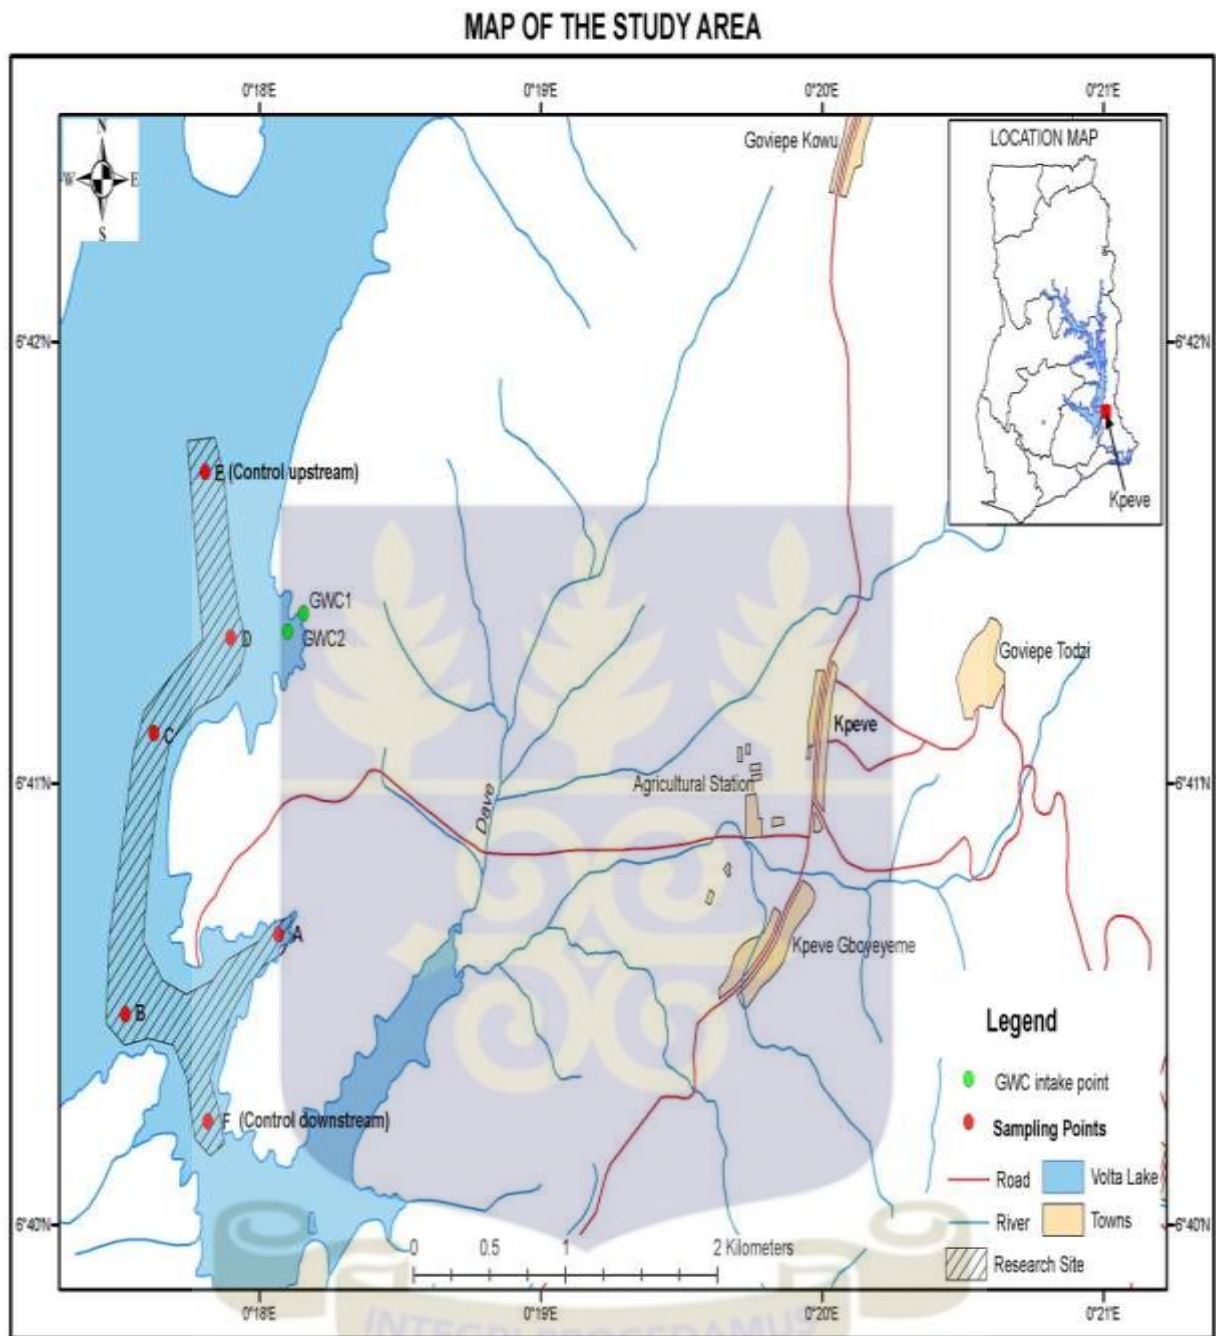 MAP OF THE STUDY AREA
0°18'E 0°19'E 0°20'E 0°21'E
N
W E
S
Goviepe Kowu
LOCATION MAP
Kpeve
6°42'N 6°42'N
E (Control upstream)
GWC1
GWC2
D
C
Goviepe Todzi
Kpeve
Agricultural Station
Dave
6°41'N 6°41'N
A
Kpeve Gboveyeme
B
F (Control downstream)
Legend
GWC intake point
Sampling Points
Road Volta Lake
River Towns
Research Site
6°40'N 6°40'N
0 0.5 1 2 Kilometers
0°18'E 0°19'E 0°20'E 0°21'E
INTEGRI PROCEDAMUS